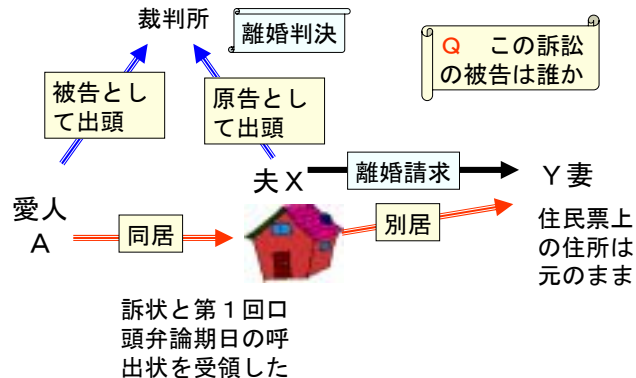 裁判所
離婚判決
Q　この訴訟
の被告は誰か
被告とし
て出頭
原告とし
て出頭
夫X
離婚請求
Y妻
愛人
A
同居
別居
住民票上
の住所は
元のまま
訴状と第１回口
頭弁論期日の呼
出状を受領した